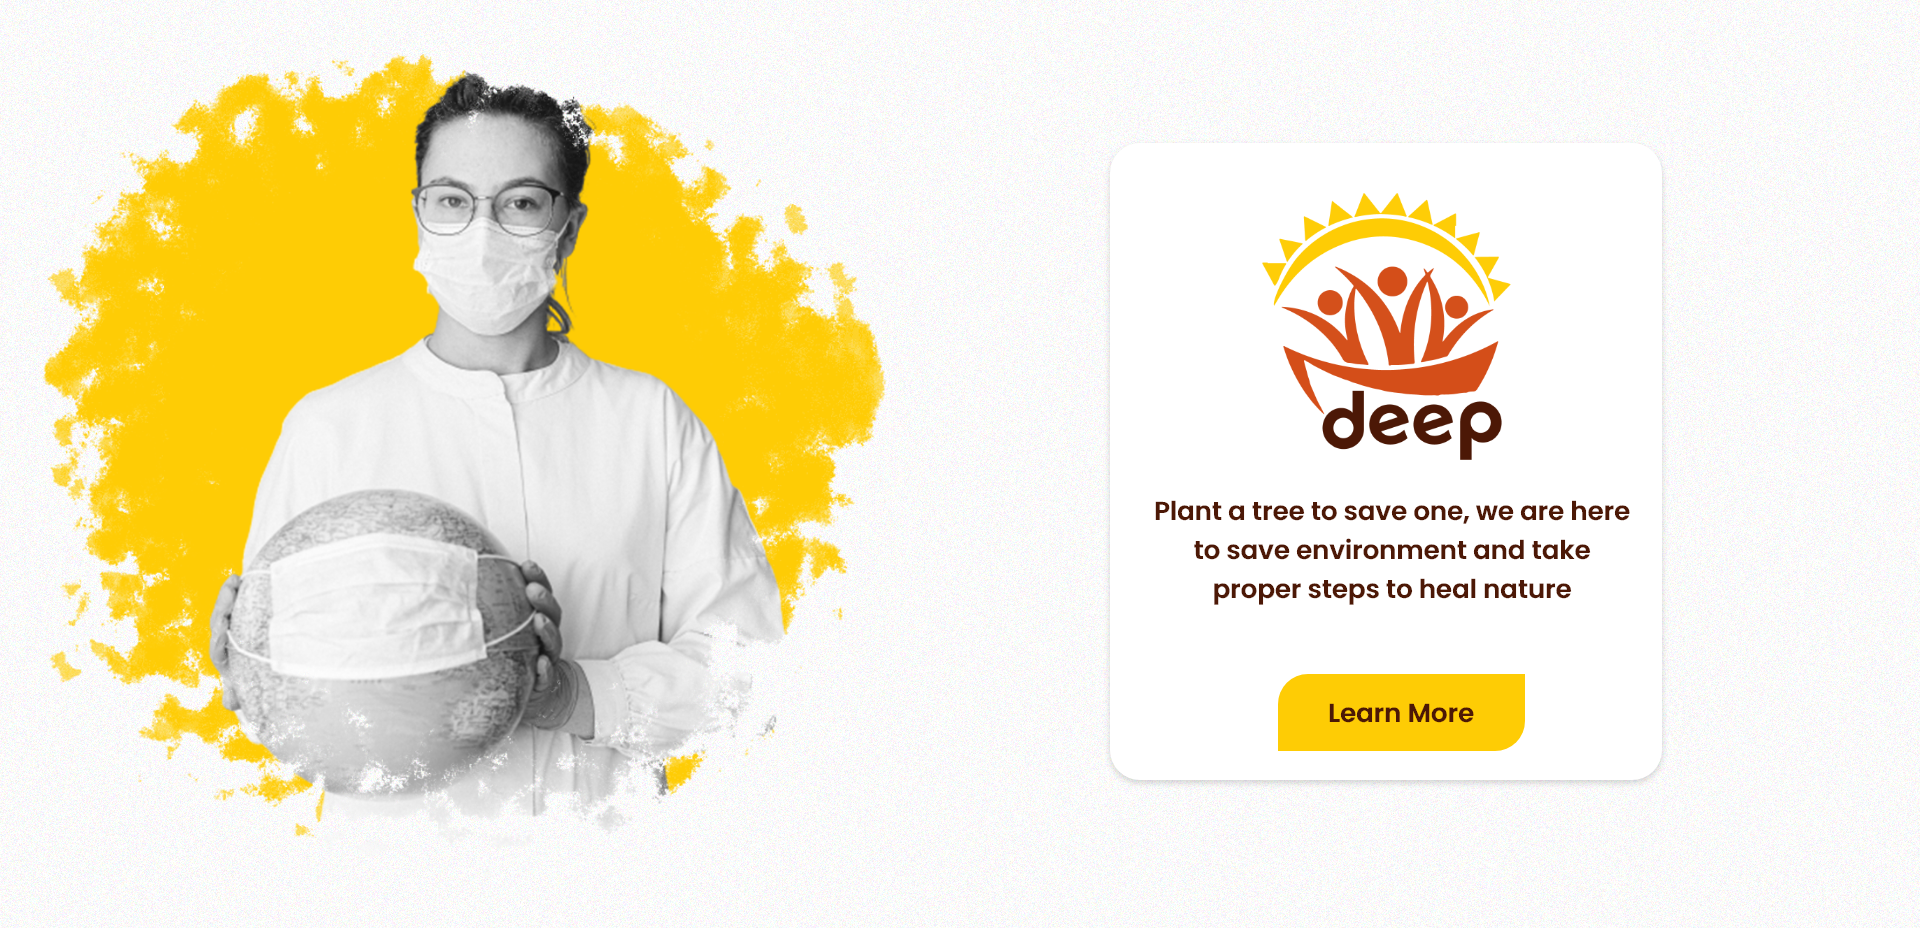 deep
Plant a tree to save one, we are here
to save environment and take
proper steps to heal nature
Learn More